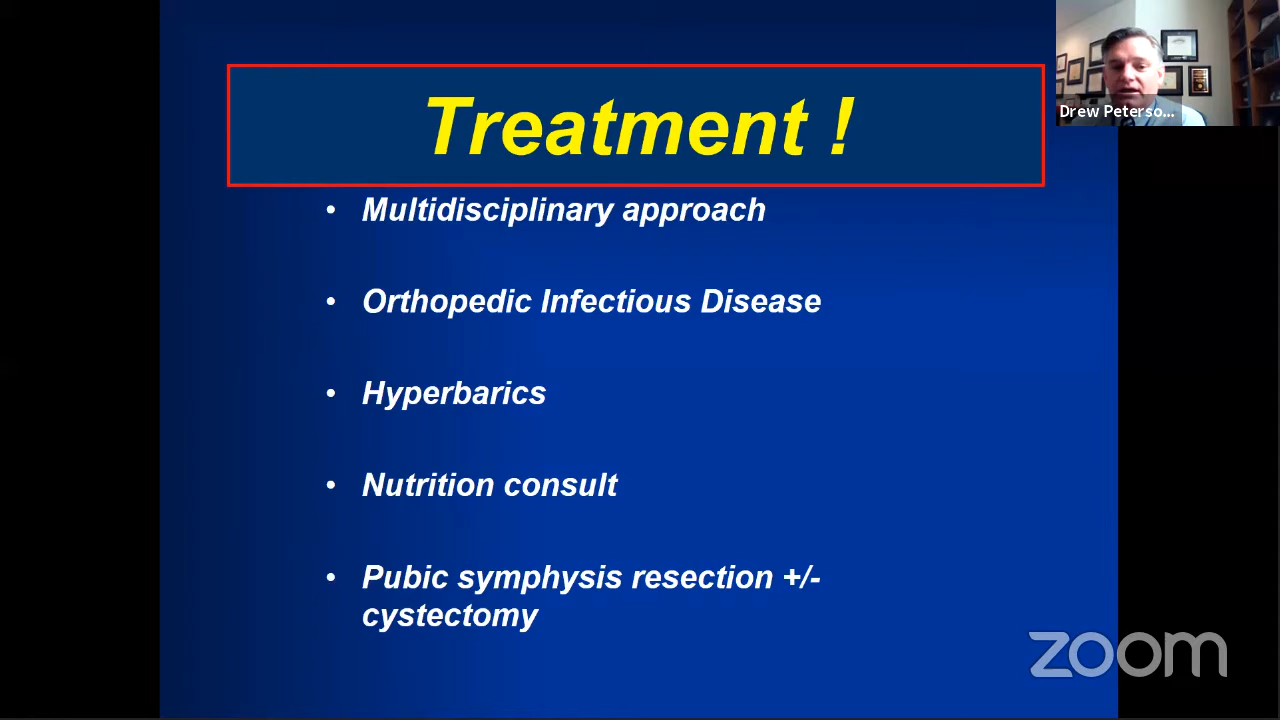 Treatment !
Drew Peterso...
• Multidisciplinary approach
• Orthopedic Infectious Disease
• Hyperbarics
• Nutrition consult
• Pubic symphysis resection +/-
cystectomy
zoom